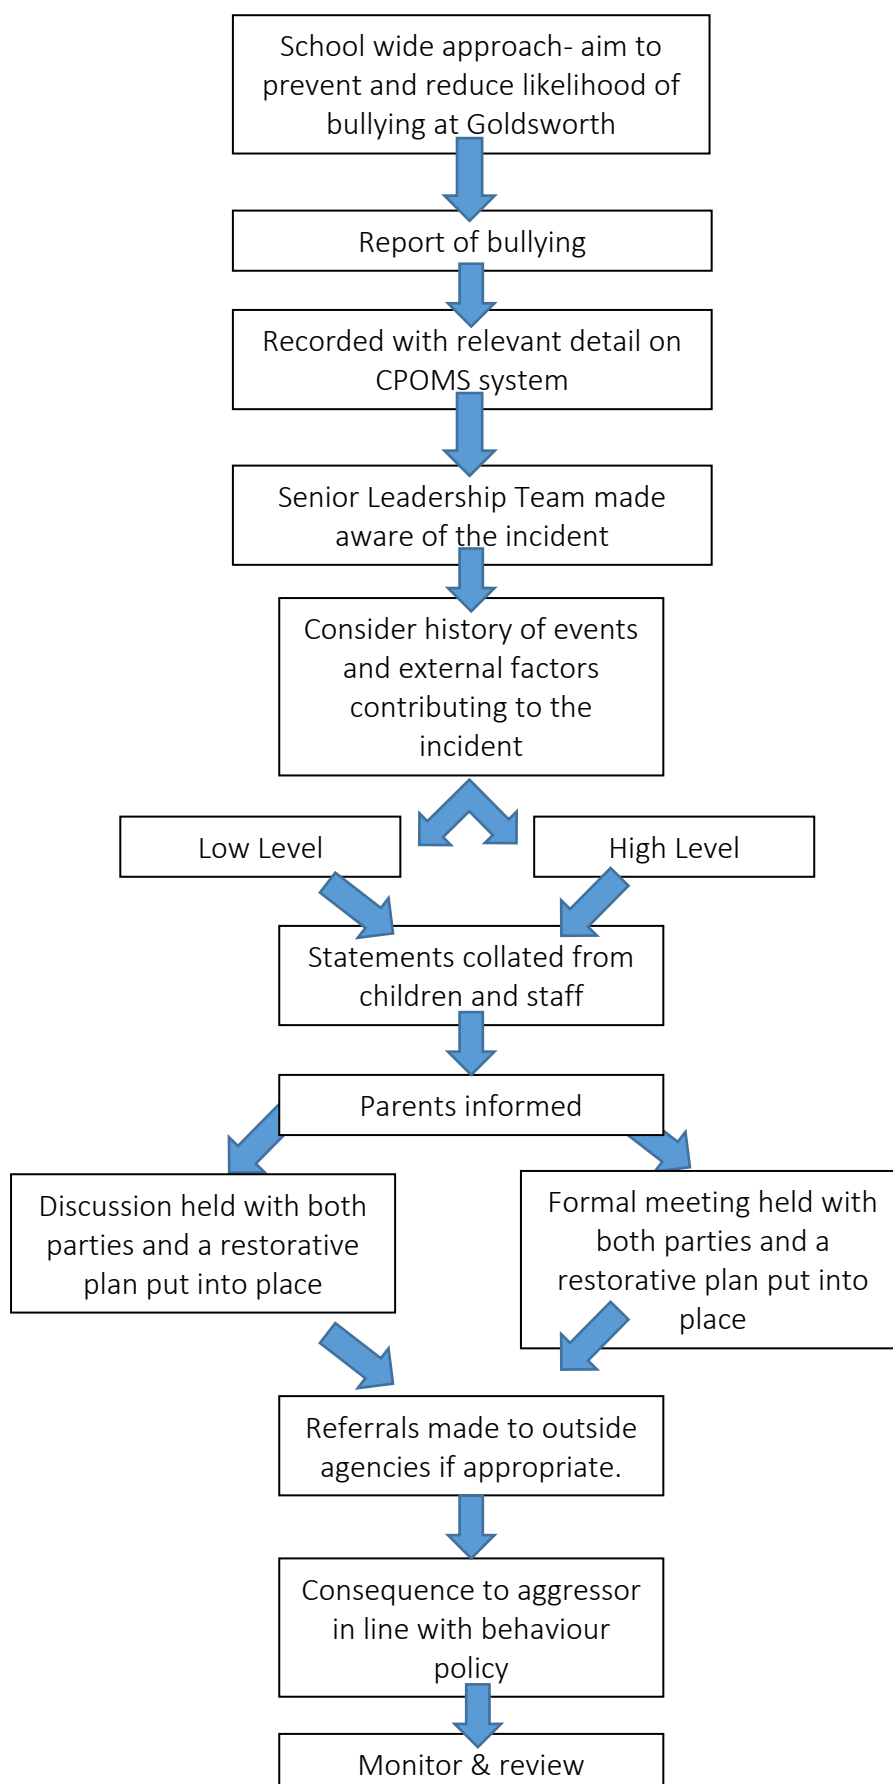 School wide approach- aim to
prevent and reduce likelihood of
bullying at Goldsworth
Report of bullying
Recorded with relevant detail on
CPOMS system
Senior Leadership Team made
aware of the incident
Consider history of events
and external factors
contributing to the
incident
Low Level
High Level
Statements collated from
children and staff
Parents informed
Discussion held with both
parties and a restorative
plan put into place
Formal meeting held with
both parties and a
restorative plan put into
place
Referrals made to outside
agencies if appropriate.
Consequence to aggressor
in line with behaviour
policy
Monitor & review